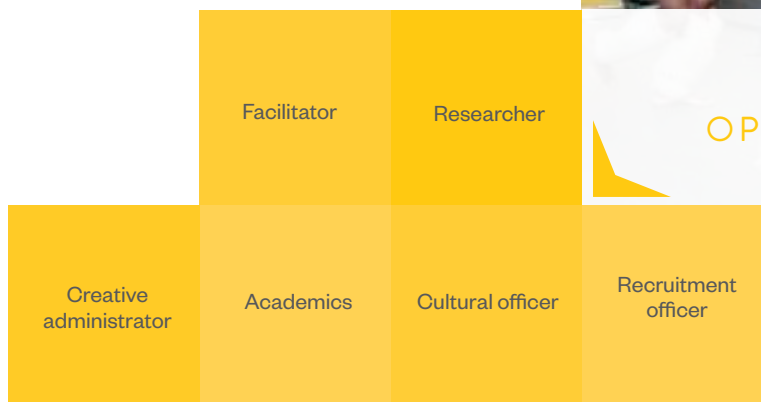 Facilitator
Researcher
OP
Creative
administrator
Academics
Cultural officer
Recruitment
officer